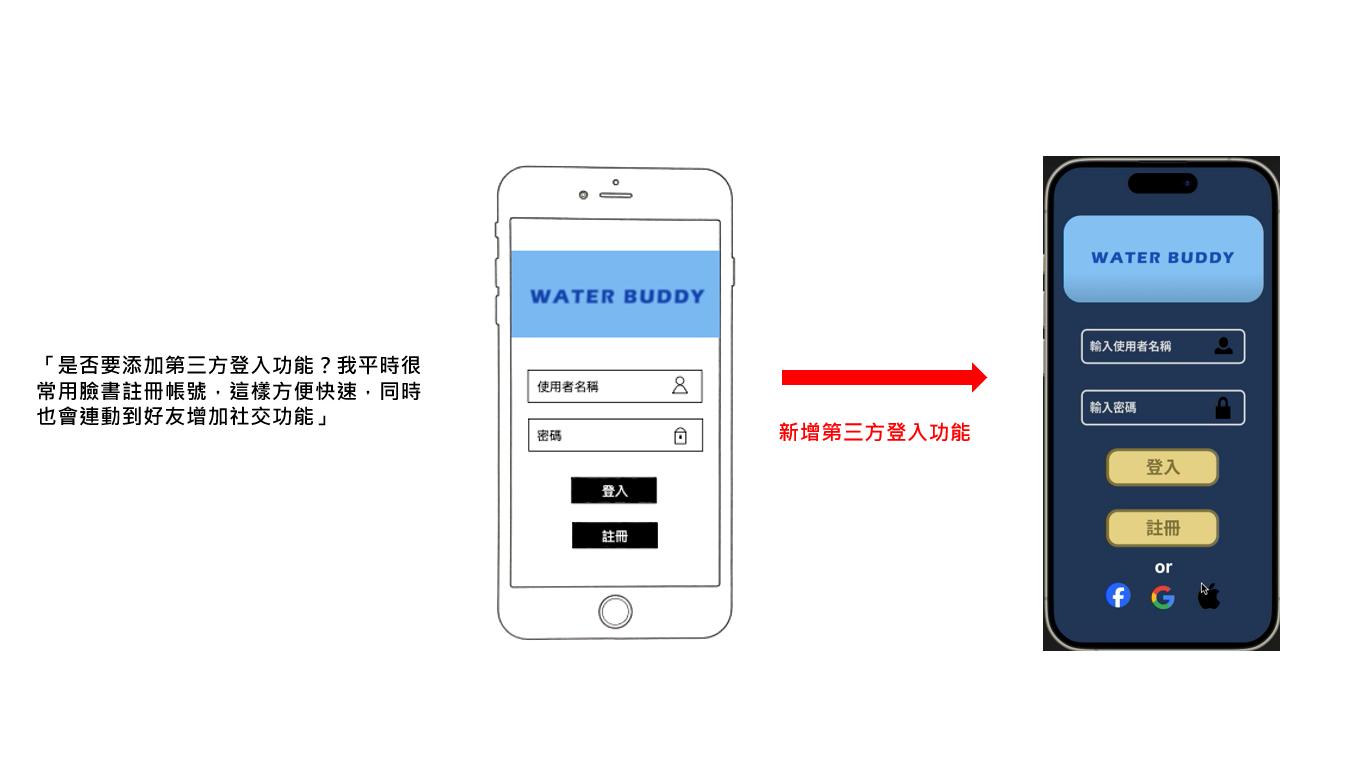 「是否要添加第三方登入功能？我平時很
常用臉書註冊帳號，這樣方便快速，同時
也會連動到好友增加社交功能」
WATER BUDDY
使用者名稱
密碼
登入
註冊
新增第三方登入功能
WATER BUDDY
輸入使用者名稱
輸入密碼
登入
註冊
or